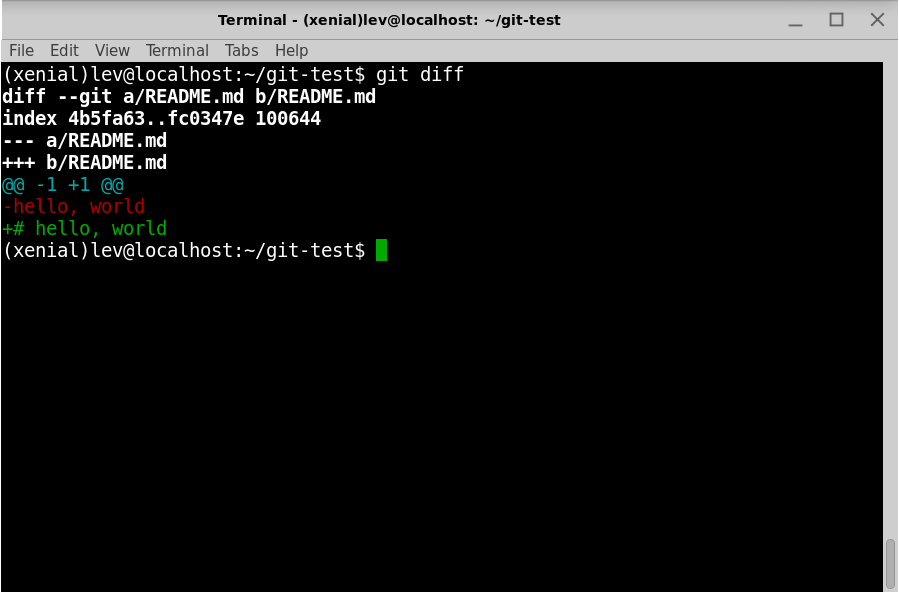 Terminal - (xenial)lev@localhost: ~/git-test
File Edit View Terminal Tabs Help
(xenial)lev@localhost:~/git-test$ git diff
diff --git a/README.md b/README.md
index 4b5fa63..fc0347e 100644
--- a/README.md
+++ b/README.md
@@ -1 +1 @@
-hello, world
+# hello, world
(xenial)lev@localhost:~/git-test$